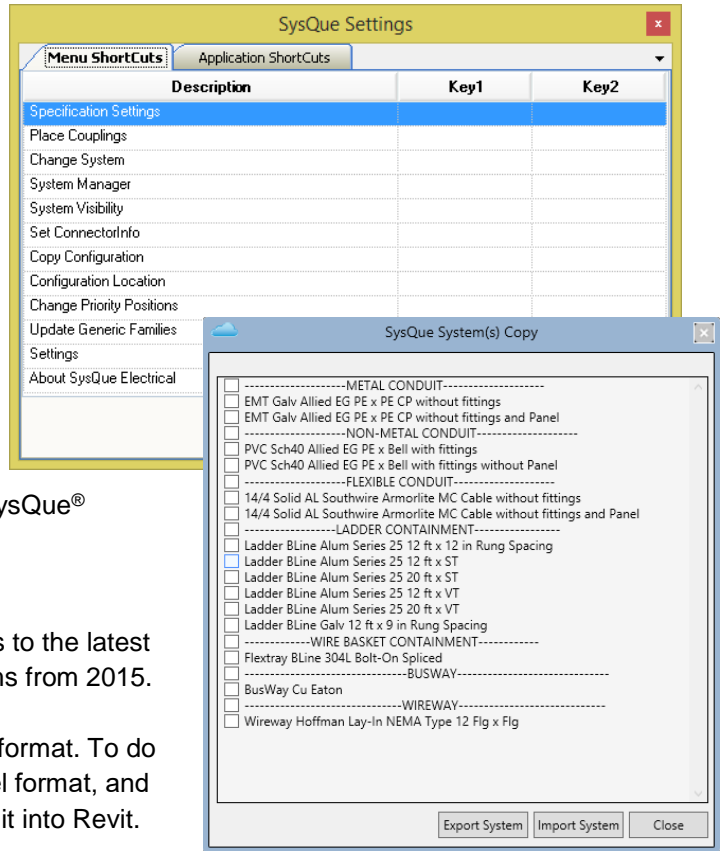 SysQue Settings
x
Menu ShortCuts Application ShortCuts
Description Key1 Key2
Specification Settings
Place Couplings
Change System
System Manager
System Visibility
Set ConnectorInfo
Copy Configuration
Configuration Location
Change Priority Positions
Update Generic Families
Settings
About SysQue Electrical
SysQue System(s) Copy
--------------------METAL CONDUIT--------------------
EMT Galv Allied EG PE x PE CP without fittings
EMT Galv Allied EG PE x PE CP without fittings and Panel
--------------------NON-METAL CONDUIT--------------------
PVC Sch40 Allied EG PE x Bell with fittings
PVC Sch40 Allied EG PE x Bell with fittings without Panel
--------------------FLEXIBLE CONDUIT--------------------
14/4 Solid AL Southwire Armorlite MC Cable without fittings
14/4 Solid AL Southwire Armorlite MC Cable without fittings and Panel
------------------LADDER CONTAINMENT-----------------
Ladder BLine Alum Series 25 12 ft x 12 in Rung Spacing
Ladder BLine Alum Series 25 12 ft x ST
Ladder BLine Alum Series 25 20 ft x ST
Ladder BLine Alum Series 25 12 ft x VT
Ladder BLine Alum Series 25 20 ft x VT
Ladder BLine Galv 12 ft x 9 in Rung Spacing
-------------WIRE BASKET CONTAINMENT------------
Flextray BLine 304L Bolt-On Spliced
--------------------------------BUSWAY------------------------------
BusWay Cu Eaton
-------------------------------WIREWAY-----------------------------
Wireway Hoffman Lay-In NEMA Type 12 Flg x Flg
Export System Import System Close
ysQue®
s to the latest
ns from 2015.
format. To do
el format, and
it into Revit.